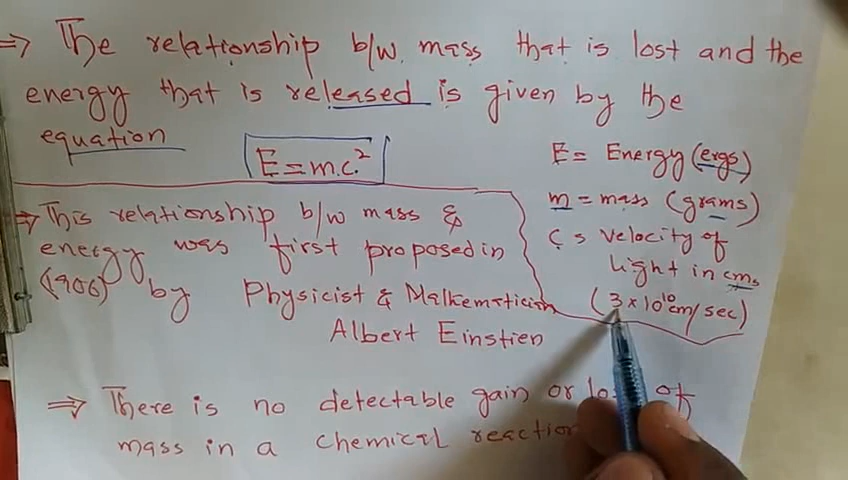 ⇒ The relationship b/w. mass that is lost and the
energy that is released is given by the
equation
E = m.c.²
E = Energy (ergs)
m = mass (grams)
C = velocity of
light in cms
(3 × 10¹⁰ cm/sec)
⇒ This relationship b/w mass &
energy was first proposed in
(1906) by Physicist & Mathematician
Albert Einstien
⇒ There is no detectable gain or of
mass in a chemical reaction